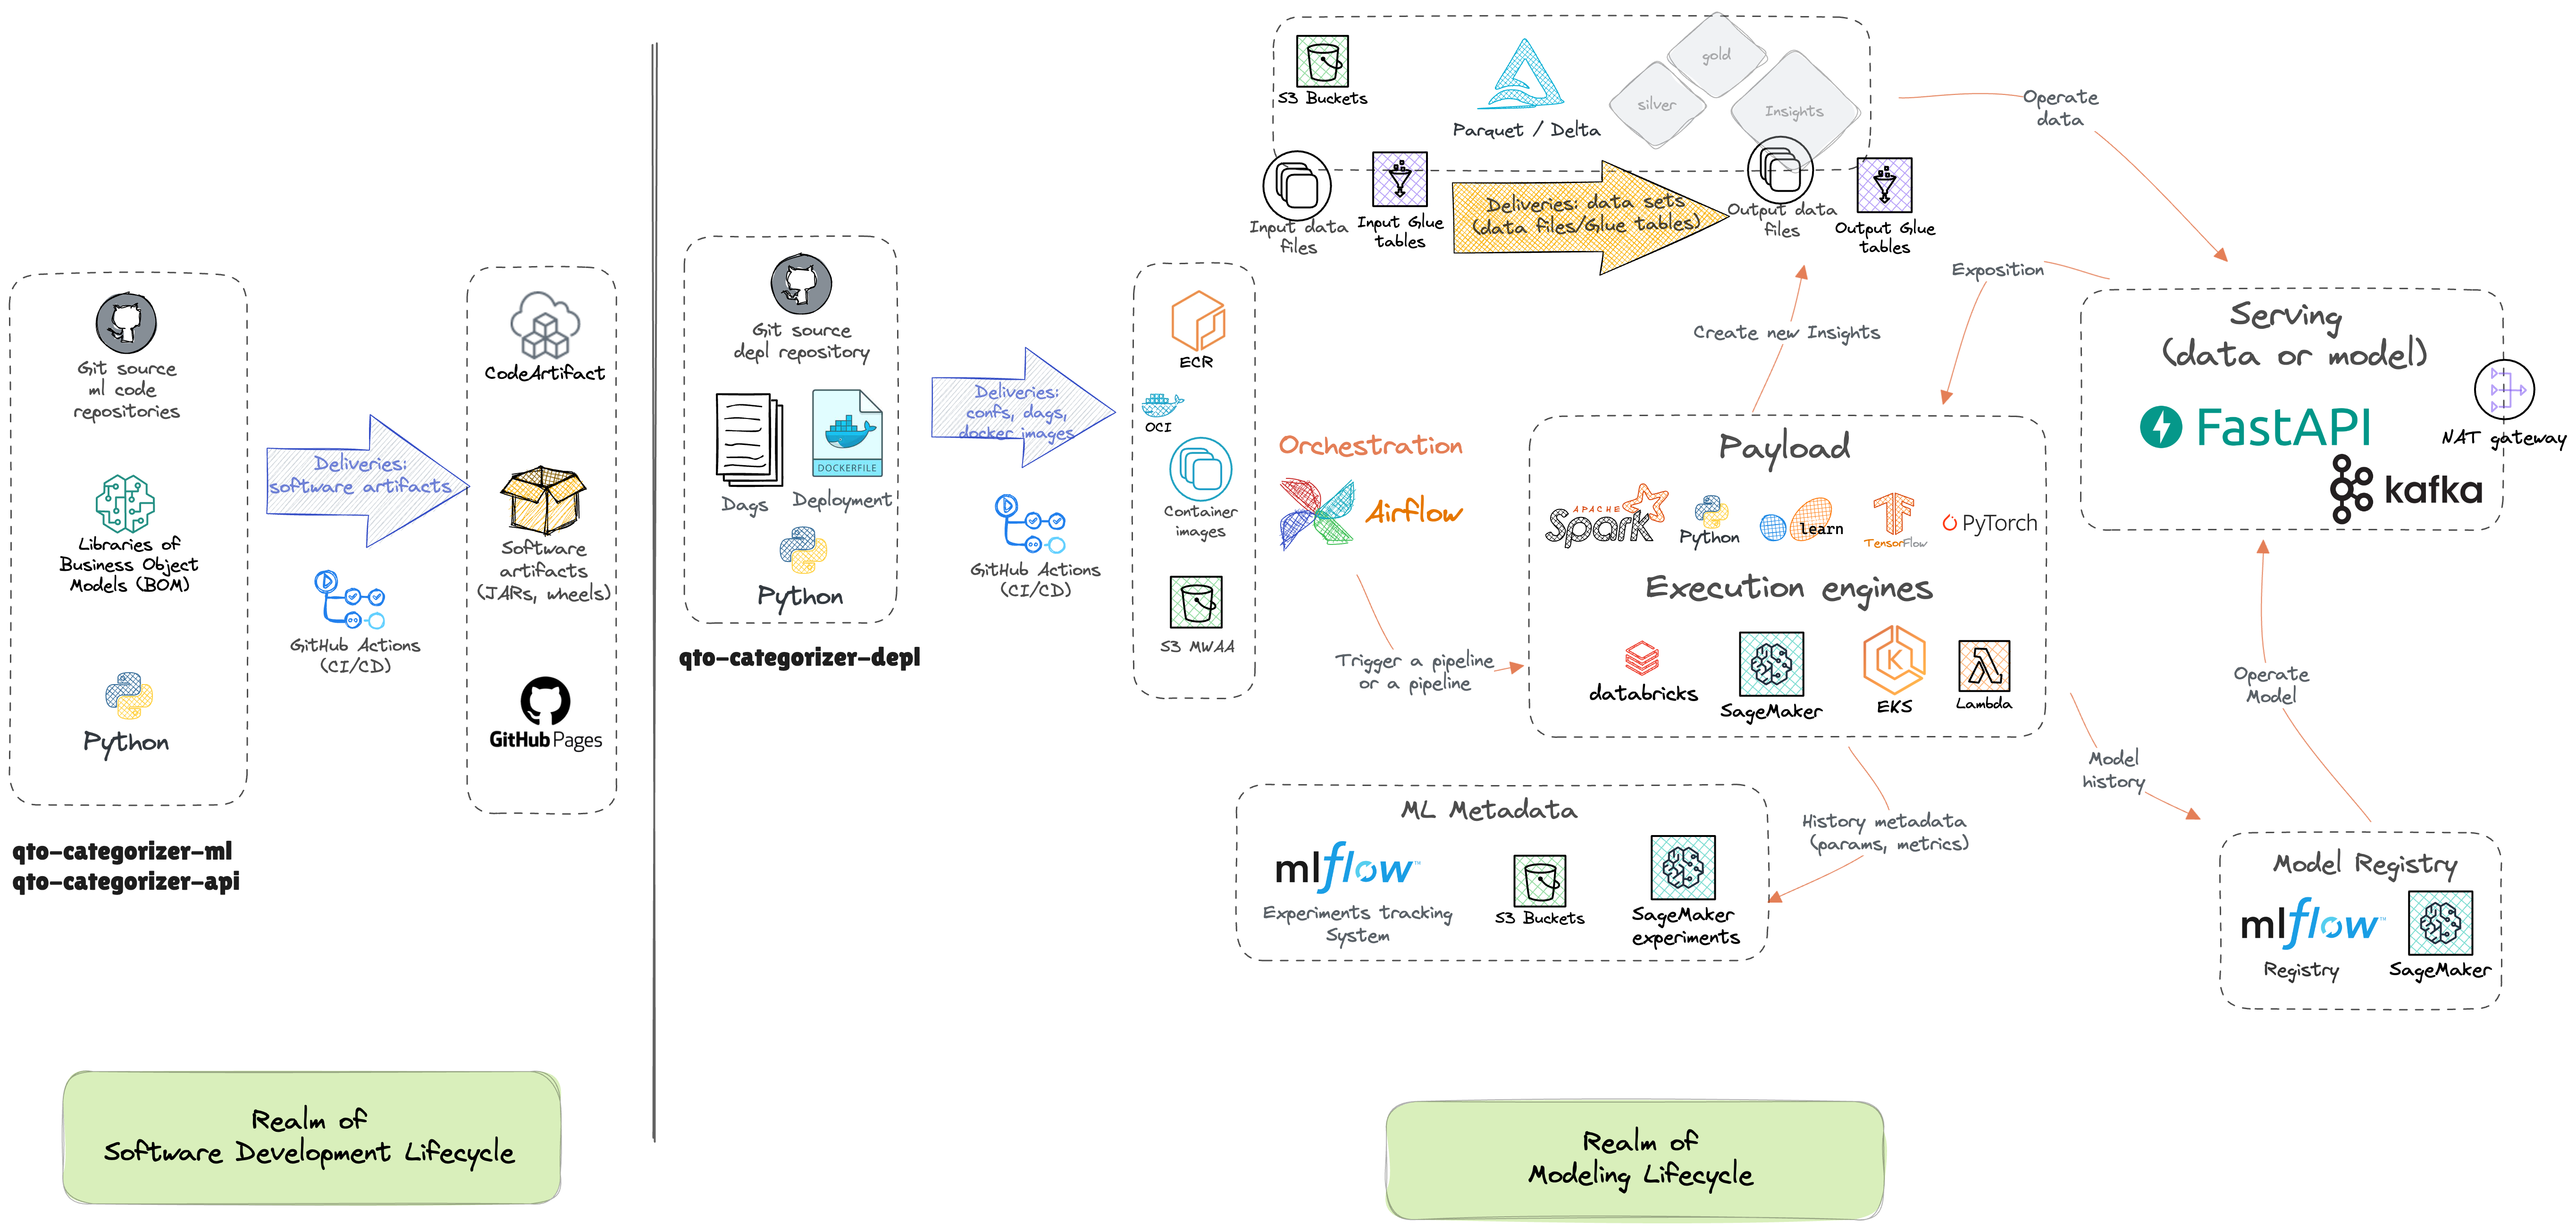 Git source
ml code
repositories
Libraries of
Business Object
Models (BOM)
Python
qto-categorizer-ml
qto-categorizer-api
Deliveries:
software artifacts
GitHub Actions
(CI/CD)
CodeArtifact
Software
artifacts
(JARs, wheels)
GitHub Pages
Realm of
Software Development Lifecycle
Git source
depl repository
Dags
DOCKERFILE
Deployment
Python
qto-categorizer-depl
Deliveries:
confs, dags,
docker images
GitHub Actions
(CI/CD)
ECR
OCI
Container
images
S3 MWAA
S3 Buckets
Parquet / Delta
silver
gold
Insights
Input data
files
Input Glue
tables
Deliveries: data sets
(data files/Glue tables)
Output data
files
Output Glue
tables
Operate
data
Exposition
Create new Insights
Orchestration
Airflow
Trigger a pipeline
or a pipeline
Payload
APACHE
Spark
Python
learn
TensorFlow
PyTorch
Execution engines
databricks
SageMaker
EKS
Lambda
Serving
(data or model)
FastAPI
kafka
NAT gateway
Operate
Model
Model
history
History metadata
(params, metrics)
ML Metadata
mlflow™
Experiments tracking
System
S3 Buckets
SageMaker
experiments
Model Registry
mlflow™
Registry
SageMaker
Realm of
Modeling Lifecycle